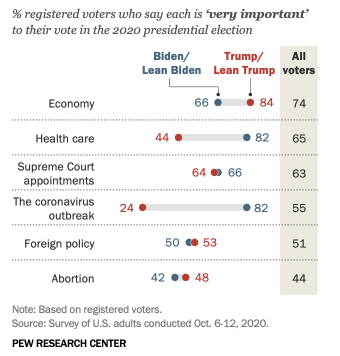 % registered voters who say each is 'very important'
to their vote in the 2020 presidential election
Biden/ Trump/ All
Lean Biden Lean Trump voters
Economy 66 84 74
Health care 44 82 65
Supreme Court
appointments 64 66 63
The coronavirus
outbreak 24 82 55
Foreign policy 50 53 51
Abortion 42 48 44
Note: Based on registered voters.
Source: Survey of U.S. adults conducted Oct. 6-12, 2020.
PEW RESEARCH CENTER